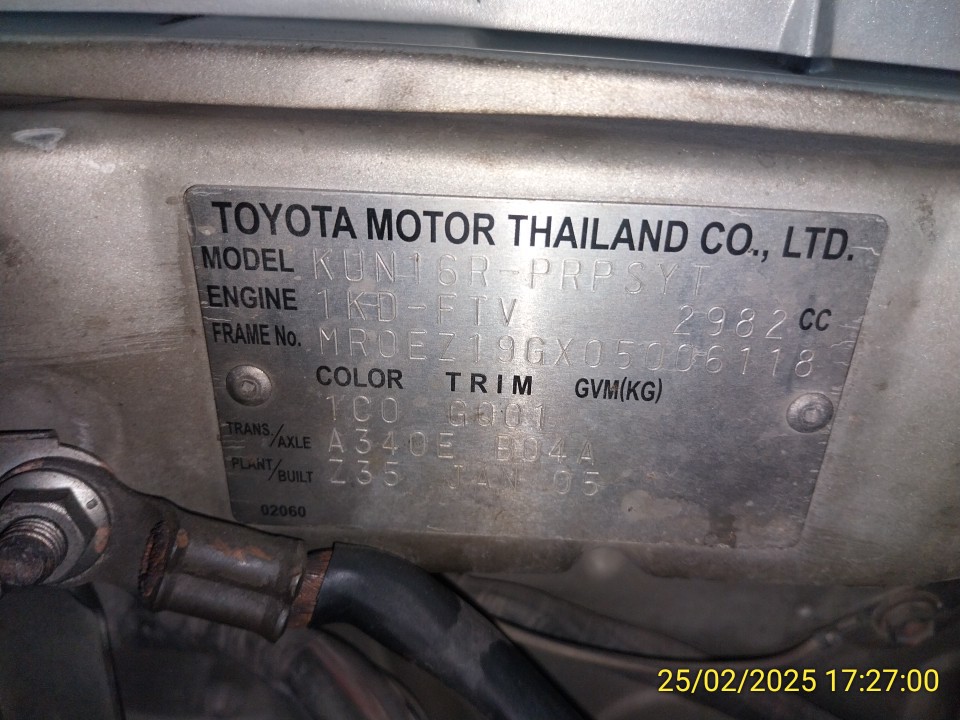 TOYOTA MOTOR THAILAND CO., LTD.
MODEL KUN16R-PRPSYT
ENGINE 1KD-FTV 2982 CC
FRAME No. MR0EZ19GX05006118
COLOR TRIM GVM(KG)
1C0 G001
TRANS./AXLE A340E B04A
PLANT/BUILT Z35 JAN 05
02060
25/02/2025 17:27:00